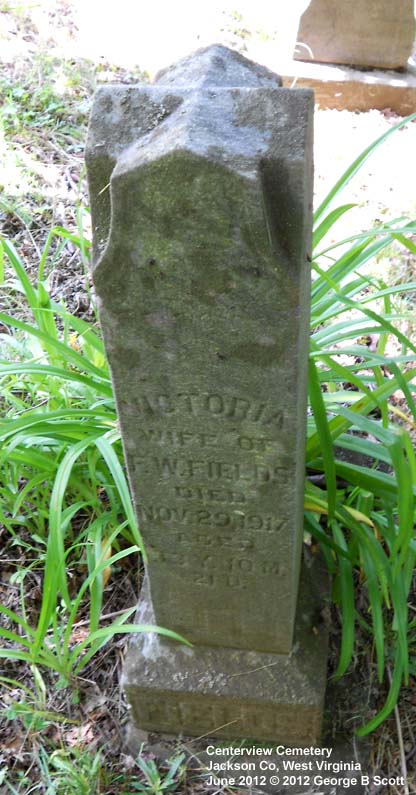 VICTORIA
WIFE OF
F. W. FIELDS
DIED
NOV. 29, 1917
AGED
Y. 10 M.
21 D.
Centerview Cemetery
Jackson Co, West Virginia
June 2012 © 2012 George B Scott